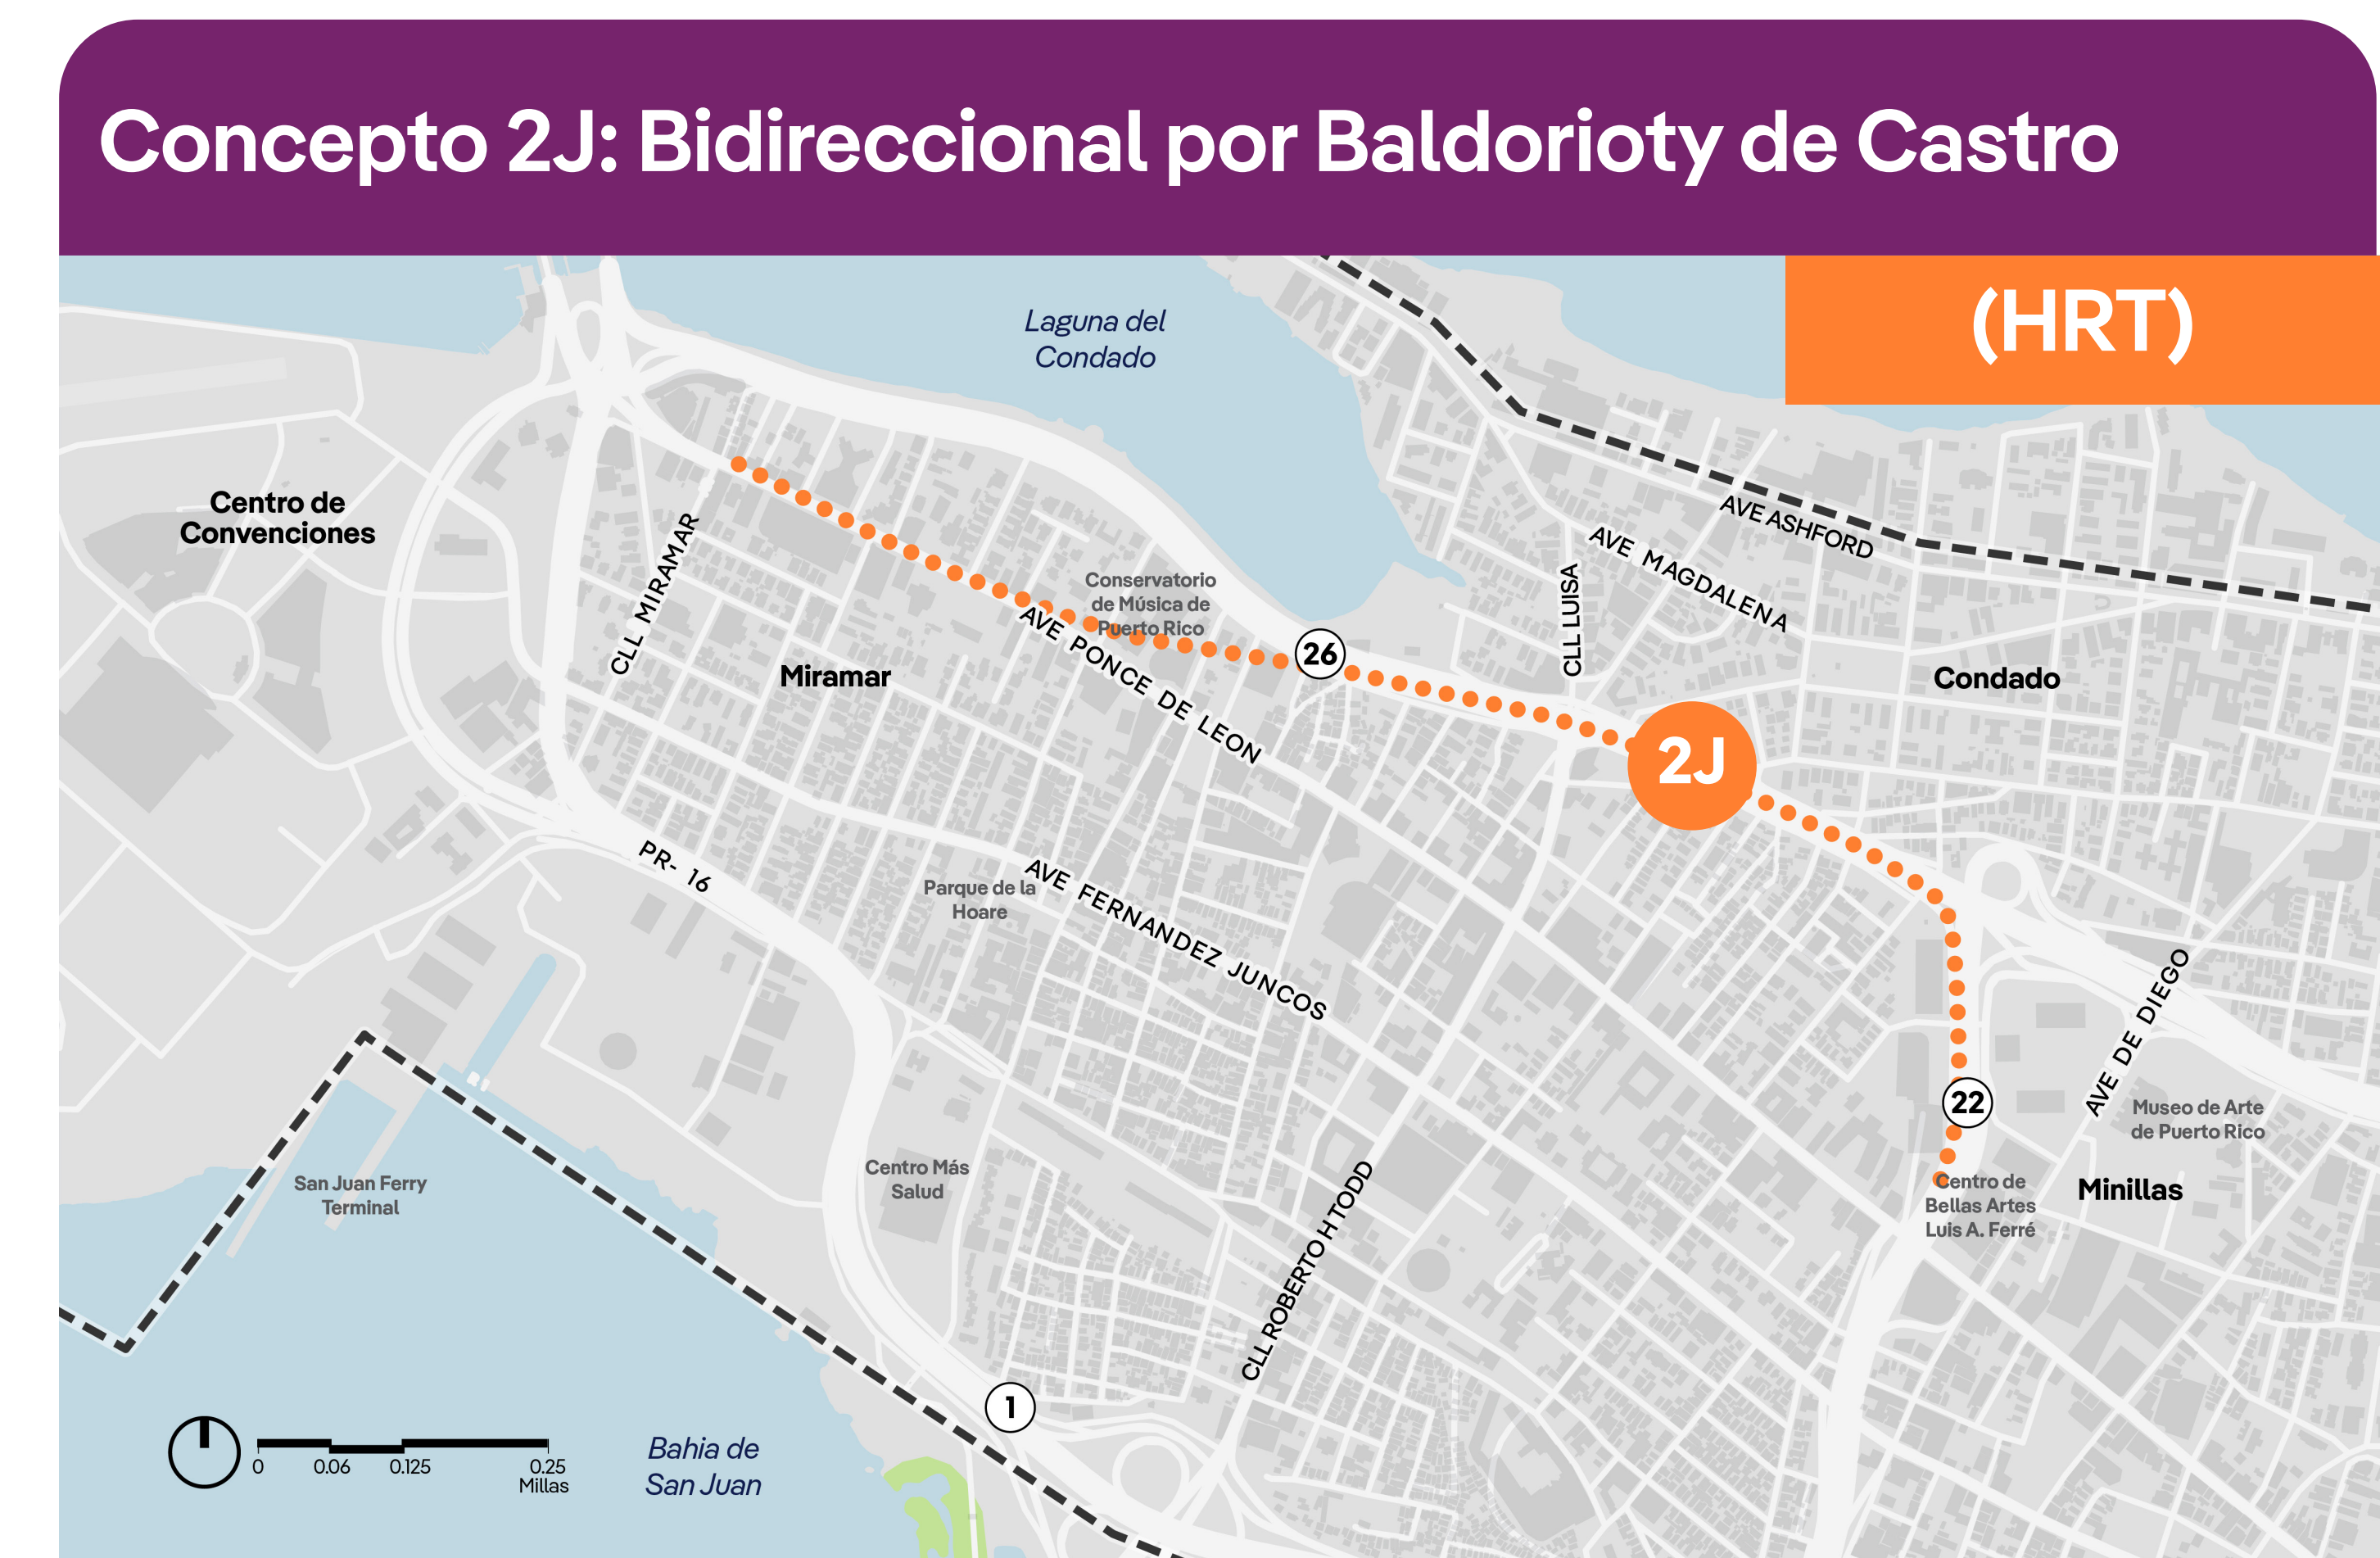 Concepto 2J: Bidireccional por Baldorioty de Castro
(HRT)
Laguna del
Condado
Centro de
Convenciones
AVE ASHFORD
AVE MAGDALENA
CLL LUISA
CLL MIRAMAR
Conservatorio
de Música de
Puerto Rico
26
Miramar
AVE PONCE DE LEON
Condado
2J
PR- 16
Parque de la
Hoare
AVE FERNANDEZ JUNCOS
AVE DE DIEGO
22
Museo de Arte
de Puerto Rico
Centro Más
Salud
San Juan Ferry
Terminal
Centro de
Bellas Artes
Luis A. Ferré
Minillas
CLL ROBERTO H TODD
1
0 0.06 0.125 0.25
Millas
Bahia de
San Juan